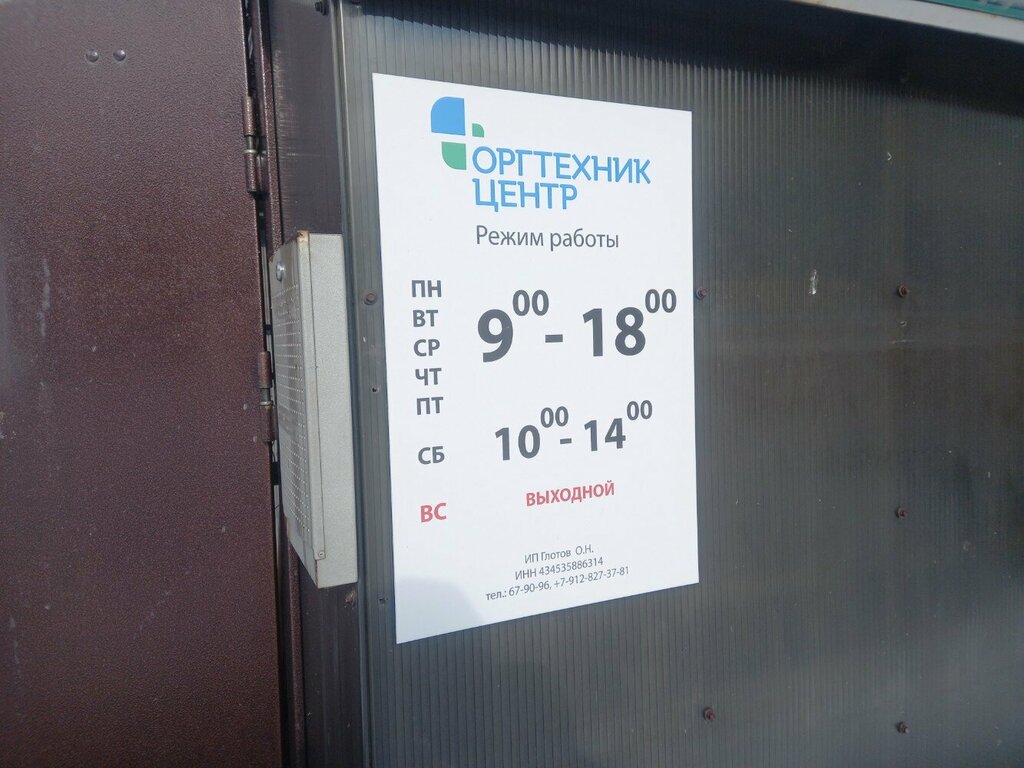 ОРГТЕХНИК
ЦЕНТР
Режим работы
ПН
ВТ
СР
ЧТ
ПТ
9⁰⁰ - 18⁰⁰
СБ 10⁰⁰ - 14⁰⁰
ВС ВЫХОДНОЙ
ИП Глотов О.Н.
ИНН 434535886314
тел.: 67-90-96, +7-912-827-37-81